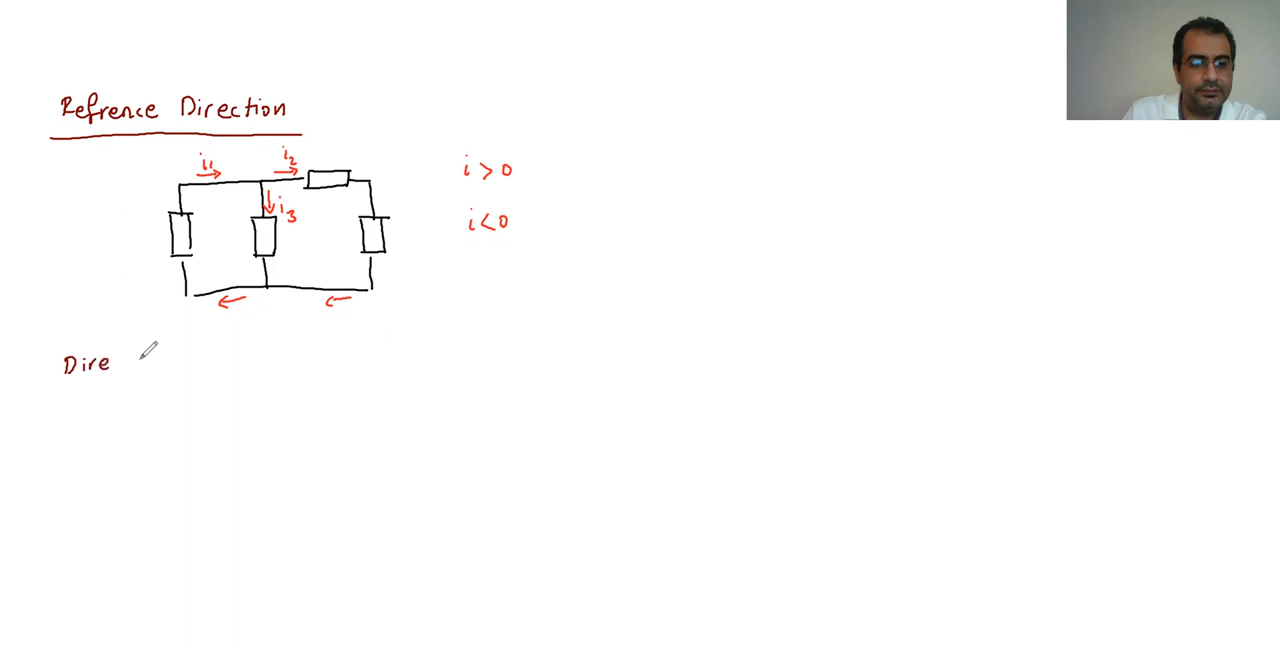 Refrence Direction
i₁
i₂
i > 0
i₃
i < 0
Dire